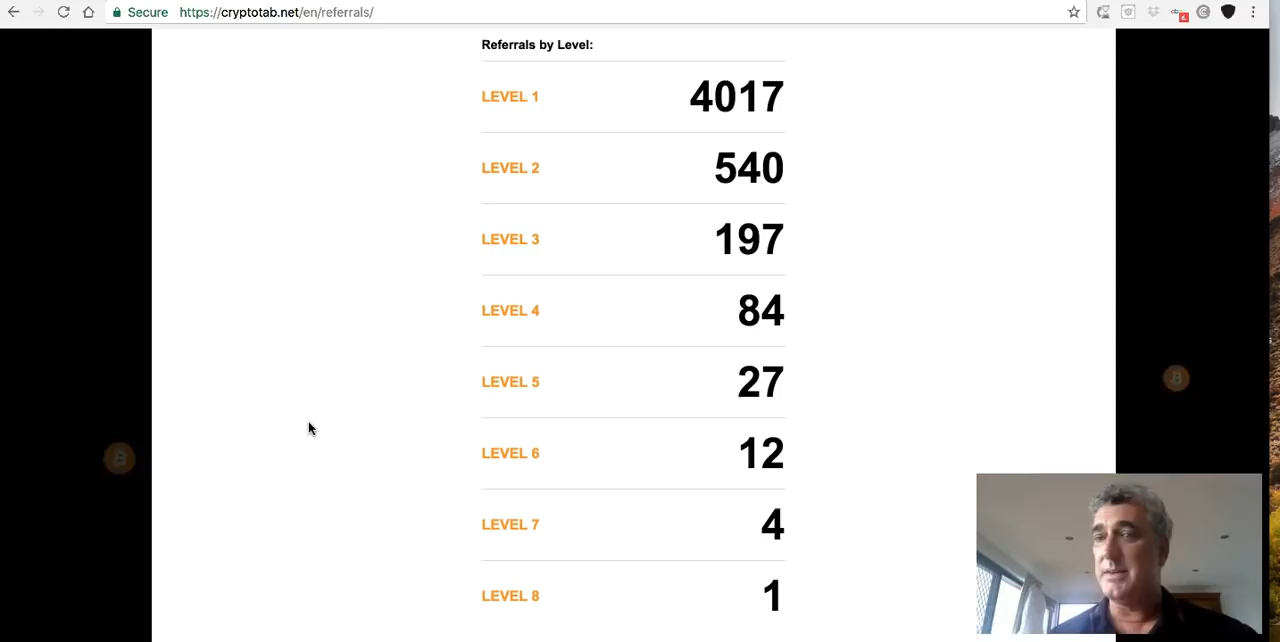 Secure https://cryptotab.net/en/referrals/
Referrals by Level:
LEVEL 1 4017
LEVEL 2 540
LEVEL 3 197
LEVEL 4 84
LEVEL 5 27
LEVEL 6 12
LEVEL 7 4
LEVEL 8 1